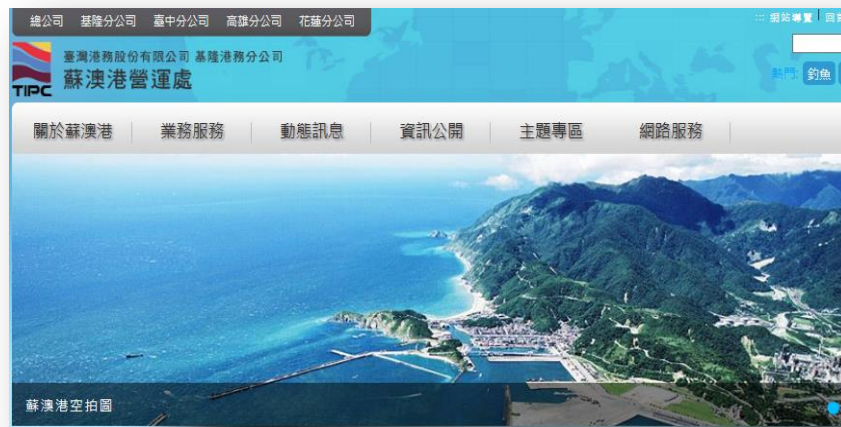 總公司 基隆分公司 臺中分公司 高雄分公司 花蓮分公司
::: 網站導覽
臺灣港務股份有限公司 基隆港務分公司
蘇澳港營運處
TIPC
熱門: 釣魚
關於蘇澳港 業務服務 動態訊息 資訊公開 主題專區 網路服務
蘇澳港空拍圖